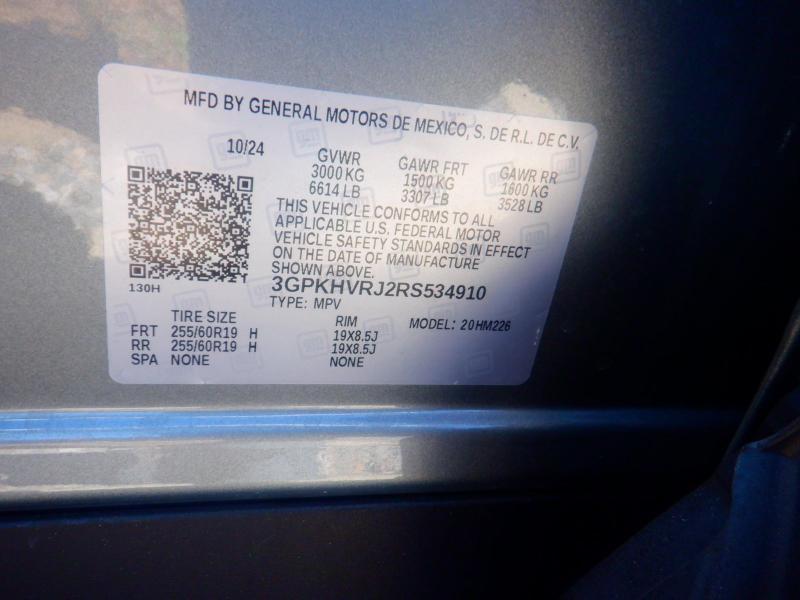 MFD BY GENERAL MOTORS DE MEXICO, S. DE R.L. DE C.V.
10/24 GVWR GAWR FRT GAWR RR
3000 KG 1500 KG 1600 KG
6614 LB 3307 LB 3528 LB
THIS VEHICLE CONFORMS TO ALL
APPLICABLE U.S. FEDERAL MOTOR
VEHICLE SAFETY STANDARDS IN EFFECT
ON THE DATE OF MANUFACTURE
SHOWN ABOVE.
130H 3GPKHVRJ2RS534910
TYPE: MPV
TIRE SIZE RIM MODEL: 20HM226
FRT 255/60R19 H 19X8.5J
RR 255/60R19 H 19X8.5J
SPA NONE NONE